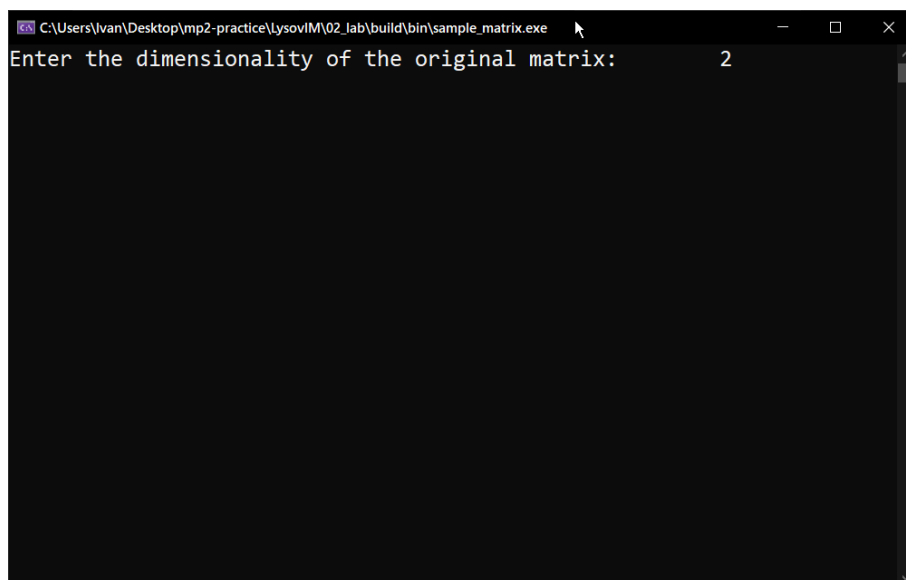 C:\Users\Ivan\Desktop\mp2-practice\LysovIM\02_lab\build\bin\sample_matrix.exe
Enter the dimensionality of the original matrix: 2